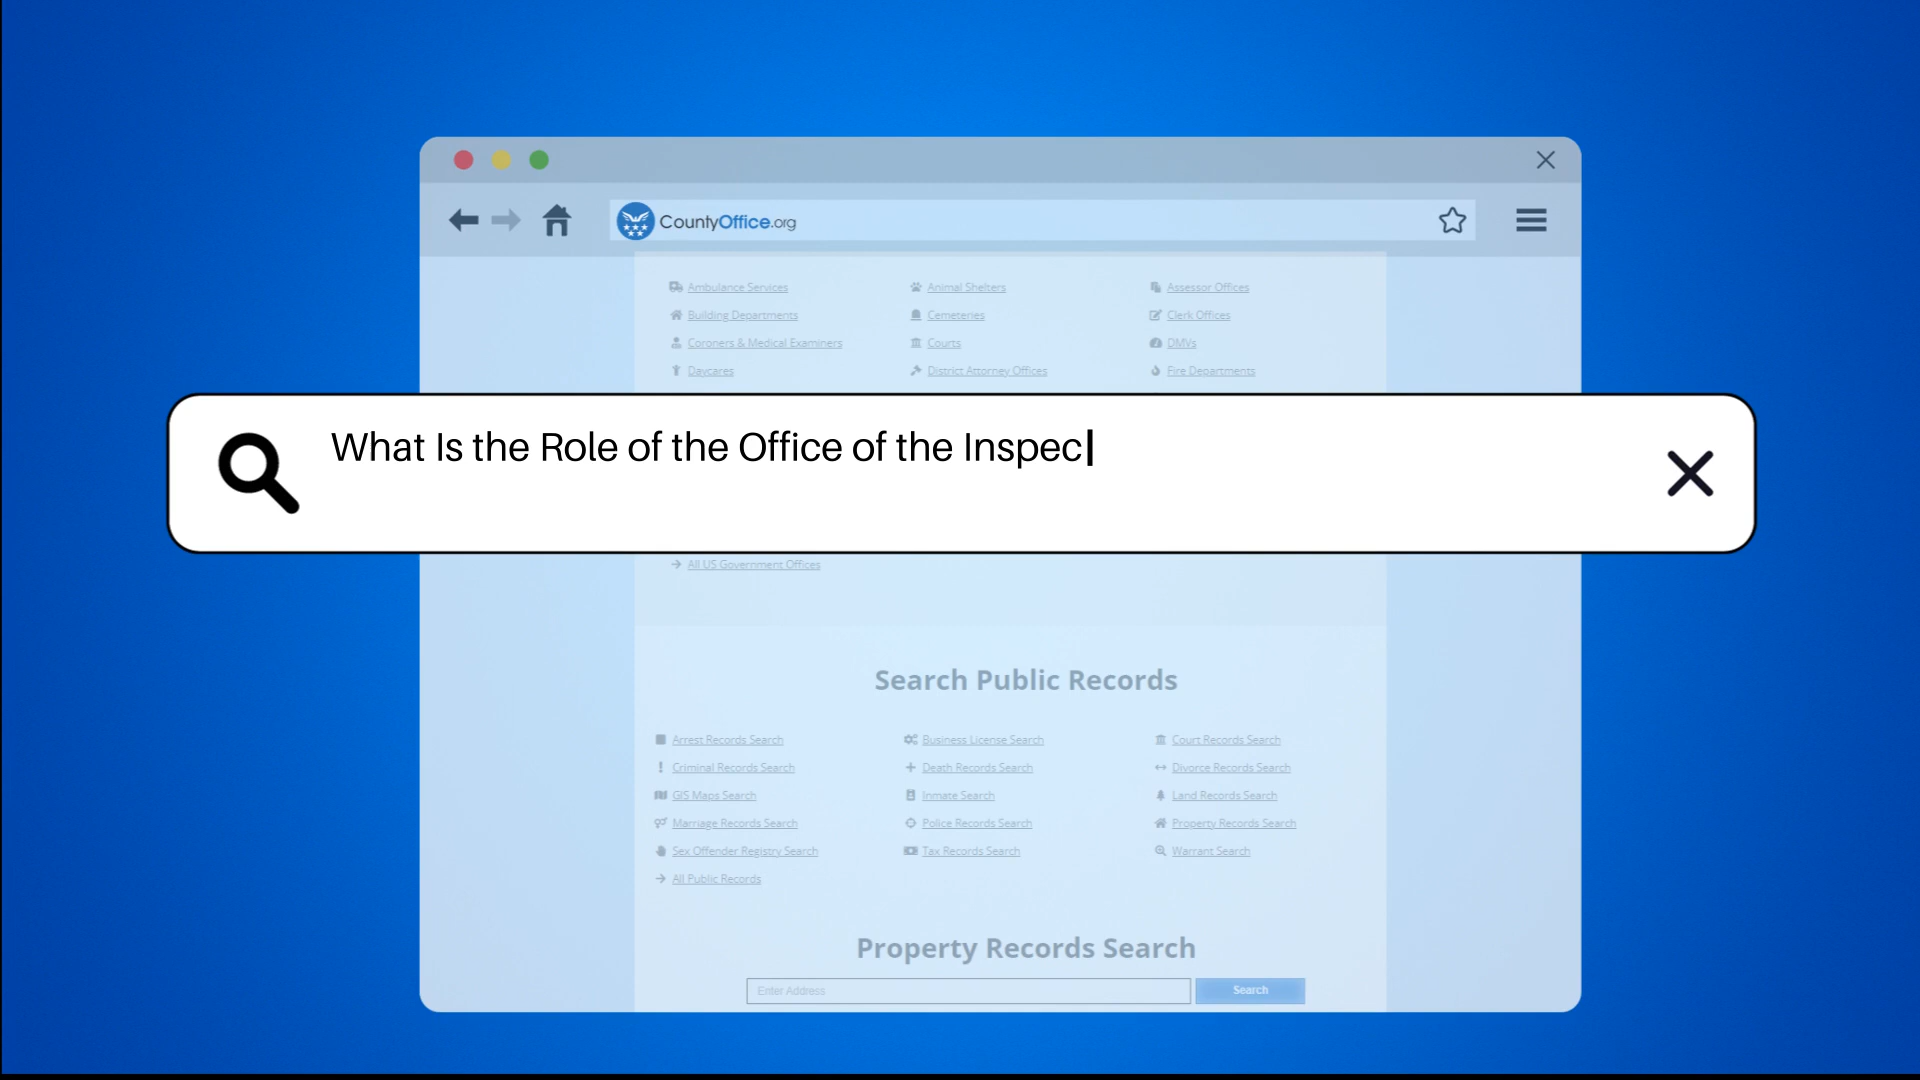 CountyOffice.org
Ambulance Services Animal Shelters Assessor Offices
Building Departments Cemeteries Clerk Offices
Coroners & Medical Examiners Courts DMVs
Daycares District Attorney Offices Fire Departments
What Is the Role of the Office of the Inspec
All US Government Offices
Search Public Records
Arrest Records Search Business License Search Court Records Search
Criminal Records Search Death Records Search Divorce Records Search
GIS Maps Search Inmate Search Land Records Search
Marriage Records Search Police Records Search Property Records Search
Sex Offender Registry Search Tax Records Search Warrant Search
All Public Records
Property Records Search
Enter Address Search